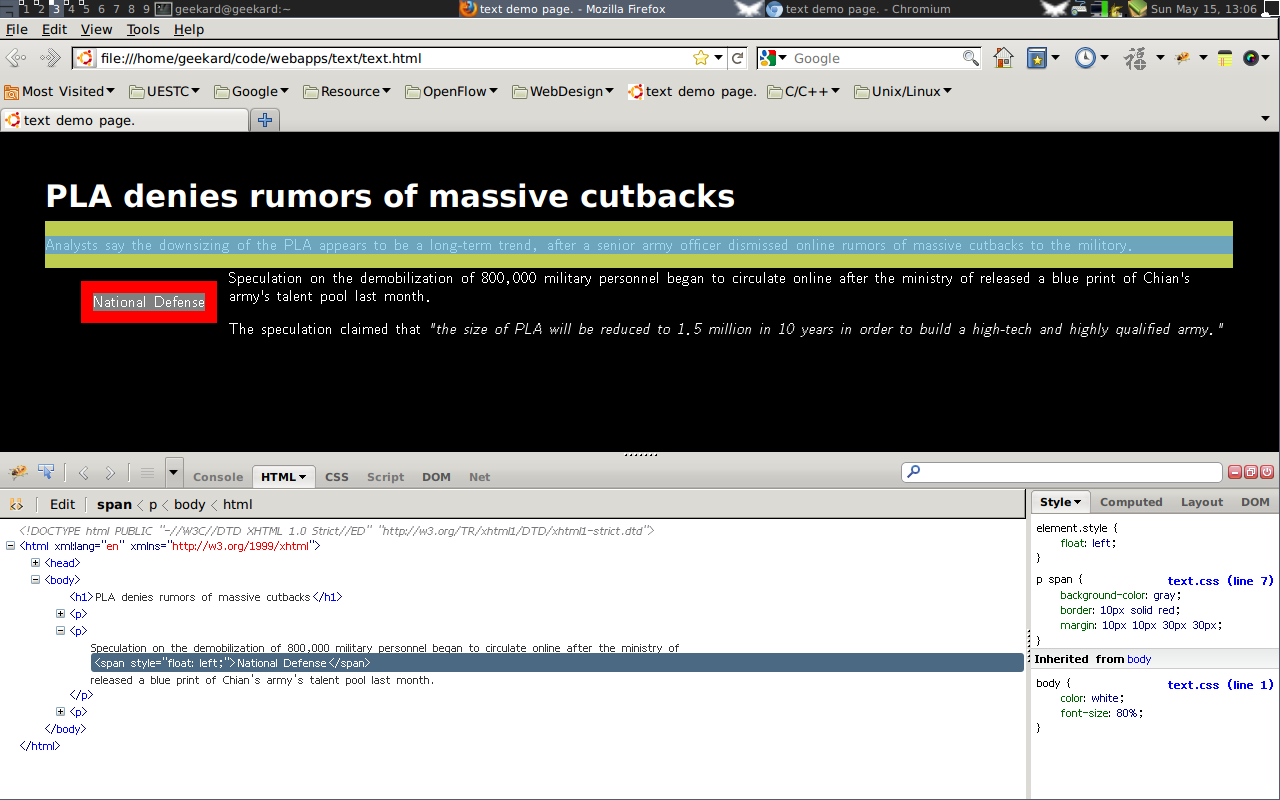 1 2 3 4 5 6 7 8 9 geekard@geekard:~ text demo page. - Mozilla Firefox text demo page. - Chromium Sun May 15, 13:06
File Edit View Tools Help
file:///home/geekard/code/webapps/text/text.html Google 福
Most Visited UESTC Google Resource OpenFlow WebDesign text demo page. C/C++ Unix/Linux
text demo page.
PLA denies rumors of massive cutbacks
Analysts say the downsizing of the PLA appears to be a long-term trend, after a senior army officer dismissed online rumors of massive cutbacks to the militory.
Speculation on the demobilization of 800,000 military personnel began to circulate online after the ministry of released a blue print of Chian's
army's talent pool last month.
National Defense
The speculation claimed that "the size of PLA will be reduced to 1.5 million in 10 years in order to build a high-tech and highly qualified army."
Console HTML CSS Script DOM Net
Edit span < p < body < html
Style Computed Layout DOM
<!DOCTYPE html PUBLIC "-//W3C//DTD XHTML 1.0 Strict//ED" "http://w3.org/TR/xhtml1/DTD/xhtml1-strict.dtd">
<html xml:lang="en" xmlns="http://w3.org/1999/xhtml">
<head>
<body>
<h1>PLA denies rumors of massive cutbacks</h1>
<p>
<p>
Speculation on the demobilization of 800,000 military personnel began to circulate online after the ministry of
<span style="float: left;">National Defense</span>
released a blue print of Chian's army's talent pool last month.
</p>
<p>
</body>
</html>
element.style {
float: left;
}
p span { text.css (line 7)
background-color: gray;
border: 10px solid red;
margin: 10px 10px 30px 30px;
}
Inherited from body
body { text.css (line 1)
color: white;
font-size: 80%;
}